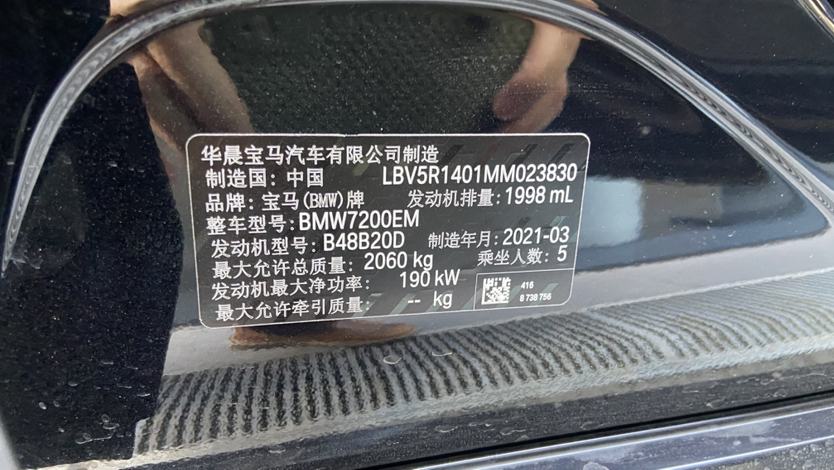 华晨宝马汽车有限公司制造
制造国: 中国 LBV5R1401MM023830
品牌: 宝马(BMW)牌 发动机排量: 1998 mL
整车型号: BMW7200EM
发动机型号: B48B20D 制造年月: 2021-03
最大允许总质量: 2060 kg 乘坐人数: 5
发动机最大净功率: 190 kW
最大允许牵引质量: -- kg
416
8 738 756